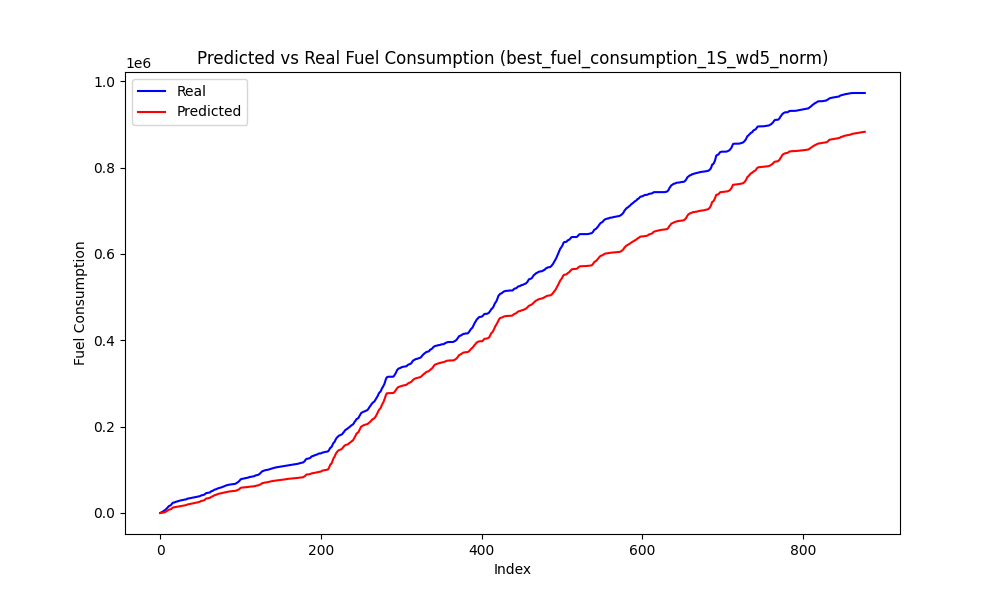 Predicted vs Real Fuel Consumption (best_fuel_consumption_1S_wd5_norm)
1e6
Real
Predicted
1.0
0.8
0.6
0.4
0.2
0.0
Fuel Consumption
0 200 400 600 800
Index